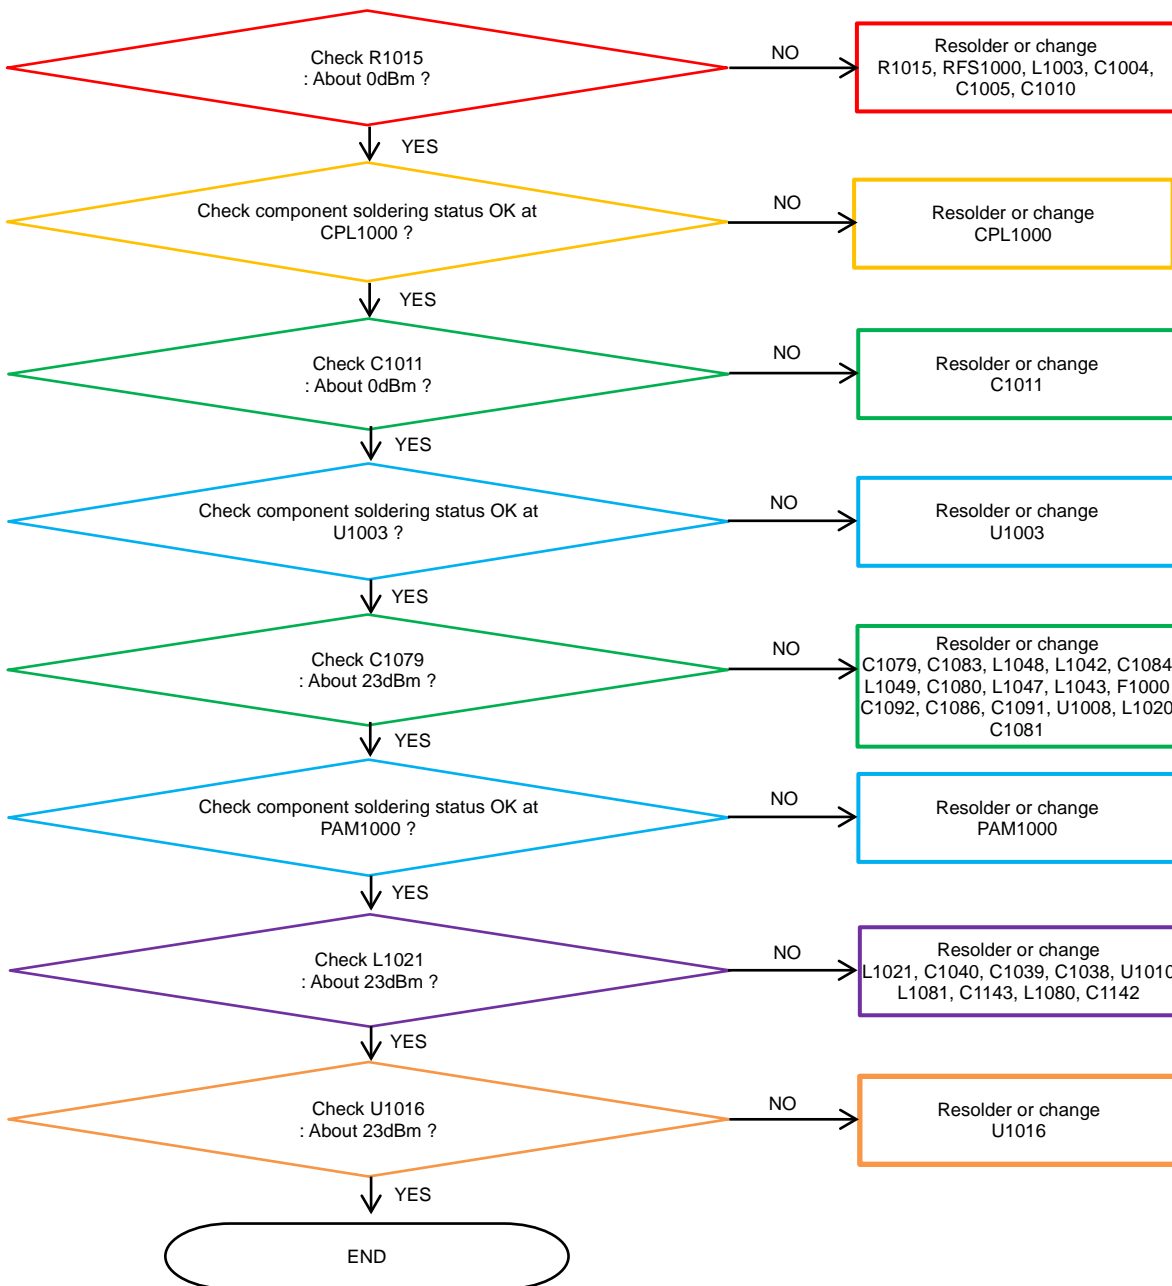 Check R1015
: About 0dBm ?
NO
Resolder or change
R1015, RFS1000, L1003, C1004,
C1005, C1010
YES
Check component soldering status OK at
CPL1000 ?
NO
Resolder or change
CPL1000
YES
Check C1011
: About 0dBm ?
NO
Resolder or change
C1011
YES
Check component soldering status OK at
U1003 ?
NO
Resolder or change
U1003
YES
Check C1079
: About 23dBm ?
NO
Resolder or change
C1079, C1083, L1048, L1042, C1084
L1049, C1080, L1047, L1043, F1000
C1092, C1086, C1091, U1008, L1020
C1081
YES
Check component soldering status OK at
PAM1000 ?
NO
Resolder or change
PAM1000
YES
Check L1021
: About 23dBm ?
NO
Resolder or change
L1021, C1040, C1039, C1038, U1010
L1081, C1143, L1080, C1142
YES
Check U1016
: About 23dBm ?
NO
Resolder or change
U1016
YES
END